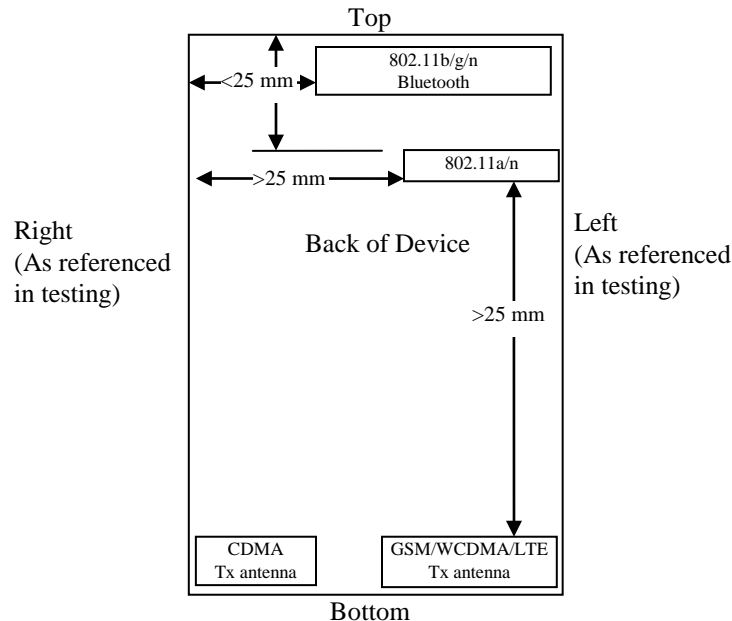 Top
802.11b/g/n
Bluetooth
<25 mm
802.11a/n
>25 mm
Right
(As referenced
in testing)
Back of Device
Left
(As referenced
in testing)
>25 mm
CDMA
Tx antenna
GSM/WCDMA/LTE
Tx antenna
Bottom